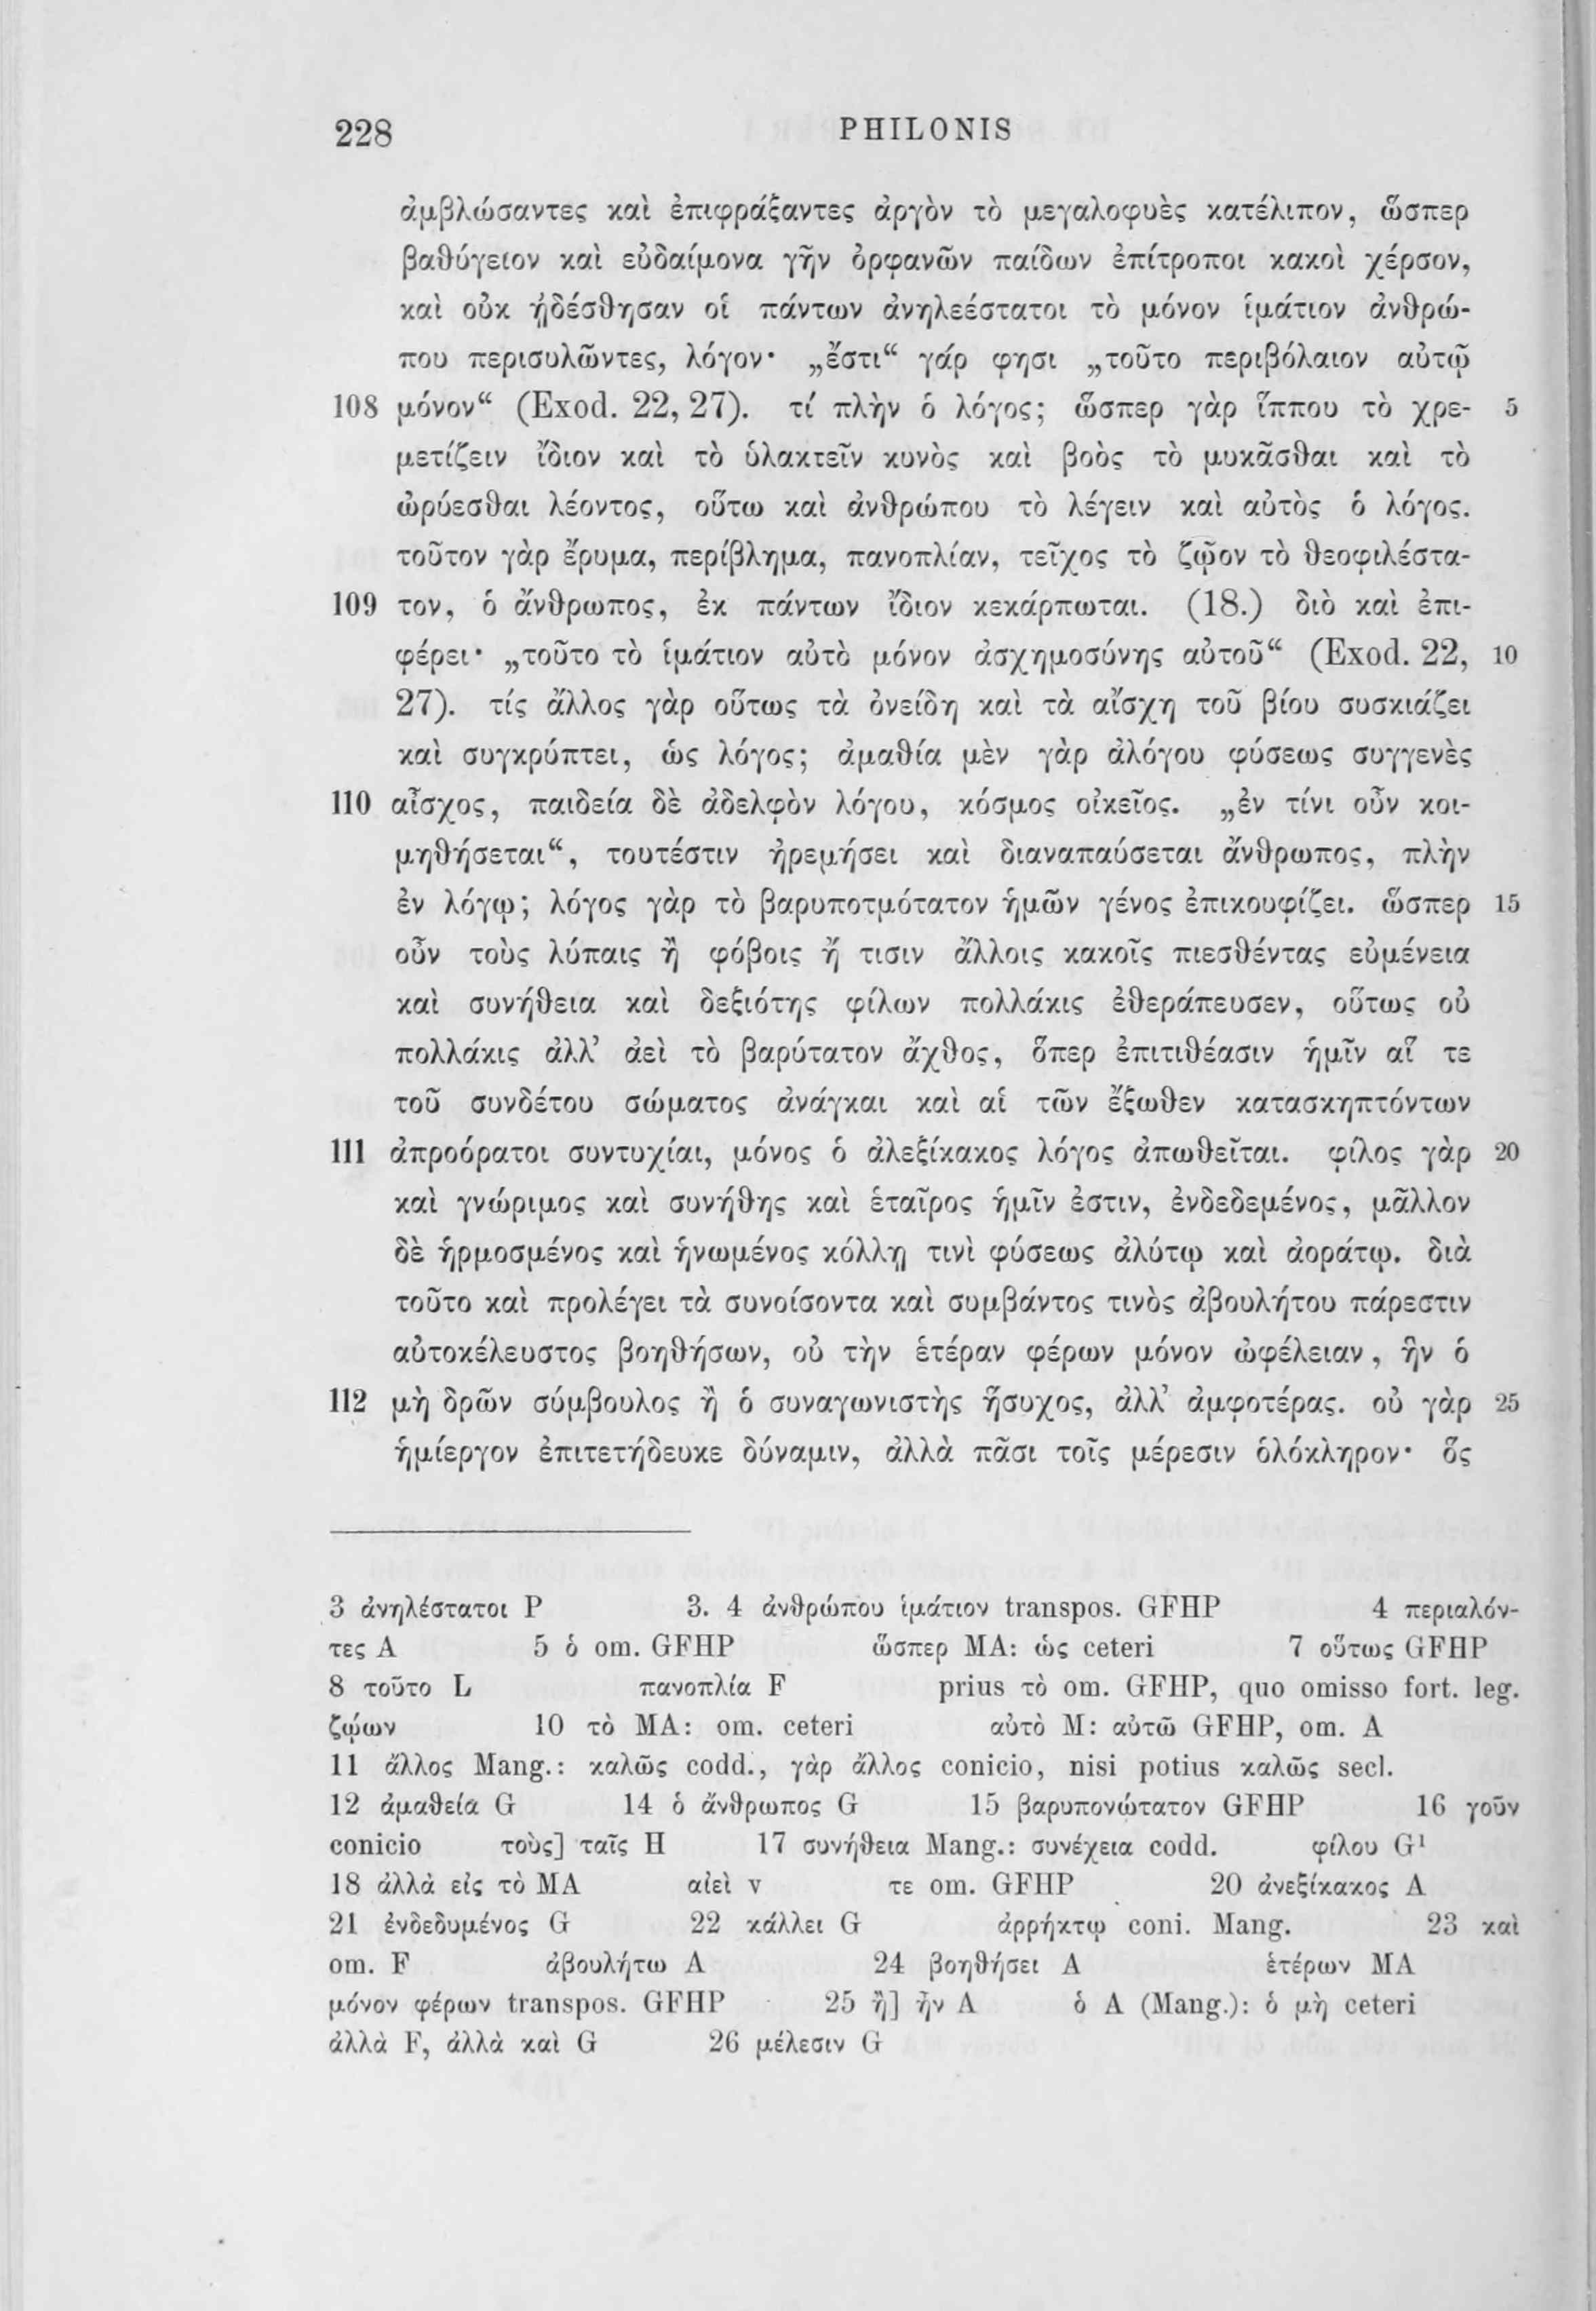 228 PHILONIS
ἀμβλώσαντες καὶ ἐπιφράξαντες ἀργὸν τὸ μεγαλοφυὲς κατέλιπον, ὥσπερ
βαθύγειον καὶ εὐδαίμονα γῆν ὀρφανῶν παίδων ἐπίτροποι κακοὶ χέρσον,
καὶ οὐκ ᾐδέσθησαν οἱ πάντων ἀνηλεέστατοι τὸ μόνον ἱμάτιον ἀνθρώ-
που περισυλῶντες, λόγον· „ἔστι“ γάρ φησι „τοῦτο περιβόλαιον αὐτῷ
108 μόνον“ (Exod. 22, 27). τί πλὴν ὁ λόγος; ὥσπερ γὰρ ἵππου τὸ χρε- 5
μετίζειν ἴδιον καὶ τὸ ὑλακτεῖν κυνὸς καὶ βοὸς τὸ μυκᾶσθαι καὶ τὸ
ὠρύεσθαι λέοντος, οὕτω καὶ ἀνθρώπου τὸ λέγειν καὶ αὐτὸς ὁ λόγος.
τοῦτον γὰρ ἔρυμα, περίβλημα, πανοπλίαν, τεῖχος τὸ ζῷον τὸ θεοφιλέστα-
109 τον, ὁ ἄνθρωπος, ἐκ πάντων ἴδιον κεκάρπωται. (18.) διὸ καὶ ἐπι-
φέρει· „τοῦτο τὸ ἱμάτιον αὐτὸ μόνον ἀσχημοσύνης αὐτοῦ“ (Exod. 22, 10
27). τίς ἄλλος γὰρ οὕτως τὰ ὀνείδη καὶ τὰ αἴσχη τοῦ βίου συσκιάζει
καὶ συγκρύπτει, ὡς λόγος; ἀμαθία μὲν γὰρ ἀλόγου φύσεως συγγενὲς
110 αἶσχος, παιδεία δὲ ἀδελφὸν λόγου, κόσμος οἰκεῖος. „ἐν τίνι οὖν κοι-
μηθήσεται“, τουτέστιν ἠρεμήσει καὶ διαναπαύσεται ἄνθρωπος, πλὴν
ἐν λόγῳ; λόγος γὰρ τὸ βαρυποτμότατον ἡμῶν γένος ἐπικουφίζει. ὥσπερ 15
οὖν τοὺς λύπαις ἢ φόβοις ἤ τισιν ἄλλοις κακοῖς πιεσθέντας εὐμένεια
καὶ συνήθεια καὶ δεξιότης φίλων πολλάκις ἐθεράπευσεν, οὕτως οὐ
πολλάκις ἀλλ’ ἀεὶ τὸ βαρύτατον ἄχθος, ὅπερ ἐπιτιθέασιν ἡμῖν αἵ τε
τοῦ συνδέτου σώματος ἀνάγκαι καὶ αἱ τῶν ἔξωθεν κατασκηπτόντων
111 ἀπροόρατοι συντυχίαι, μόνος ὁ ἀλεξίκακος λόγος ἀπωθεῖται. φίλος γὰρ 20
καὶ γνώριμος καὶ συνήθης καὶ ἑταῖρος ἡμῖν ἐστιν, ἐνδεδεμένος, μᾶλλον
δὲ ἡρμοσμένος καὶ ἡνωμένος κόλλῃ τινὶ φύσεως ἀλύτῳ καὶ ἀοράτῳ. διὰ
τοῦτο καὶ προλέγει τὰ συνοίσοντα καὶ συμβάντος τινὸς ἀβουλήτου πάρεστιν
αὐτοκέλευστος βοηθήσων, οὐ τὴν ἑτέραν φέρων μόνον ὠφέλειαν, ἣν ὁ
112 μὴ δρῶν σύμβουλος ἢ ὁ συναγωνιστὴς ἥσυχος, ἀλλ’ ἀμφοτέρας. οὐ γὰρ 25
ἡμίεργον ἐπιτετήδευκε δύναμιν, ἀλλὰ πᾶσι τοῖς μέρεσιν ὁλόκληρον· ὃς
3 ἀνηλέστατοι P 3. 4 ἀνθρώπου ἱμάτιον transpos. GFHP 4 περιαλόν-
τες A 5 ὁ om. GFHP ὥσπερ MA: ὡς ceteri 7 οὕτως GFHP
8 τοῦτο L πανοπλία F prius τὸ om. GFHP, quo omisso fort. leg.
ζῴων 10 τὸ MA: om. ceteri αὐτὸ M: αὐτῶ GFHP, om. A
11 ἄλλος Mang.: καλῶς codd., γὰρ ἄλλος conicio, nisi potius καλῶς secl.
12 ἀμαθεία G 14 ὁ ἄνθρωπος G 15 βαρυπονώτατον GFHP 16 γοῦν
conicio τοὺς] ταῖς H 17 συνήθεια Mang.: συνέχεια codd. φίλου G¹
18 ἀλλὰ εἰς τὸ MA αἰεὶ v τε om. GFHP 20 ἀνεξίκακος A
21 ἐνδεδυμένος G 22 κάλλει G ἀρρήκτῳ coni. Mang. 23 καὶ
om. F ἀβουλήτω A 24 βοηθήσει A ἑτέρων MA
μόνον φέρων transpos. GFHP 25 ἢ] ἦν A ὁ A (Mang.): ὁ μὴ ceteri
ἀλλὰ F, ἀλλὰ καὶ G 26 μέλεσιν G